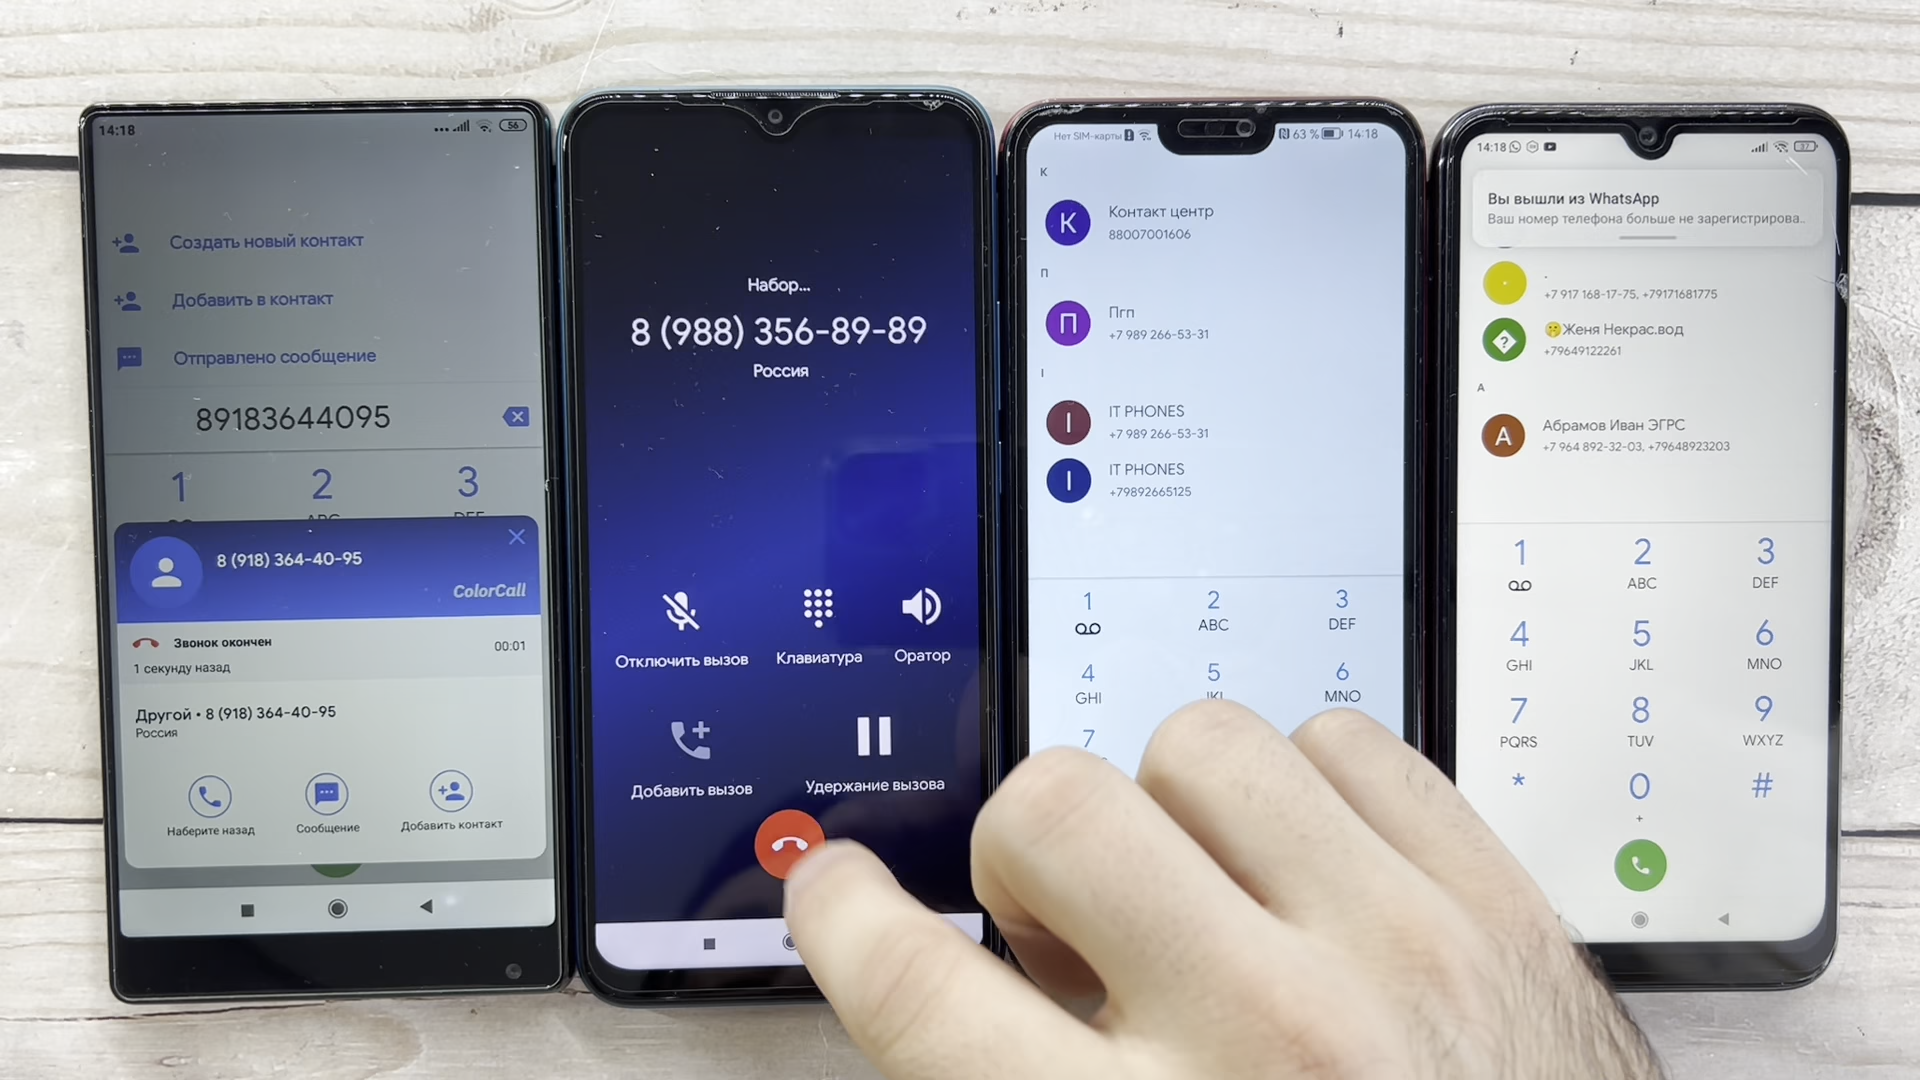 14:18
56
Создать новый контакт
Добавить в контакт
Отправлено сообщение
89183644095
1
2
3
ABC
DEF
8 (918) 364-40-95
ColorCall
Звонок окончен
00:01
1 секунду назад
Другой • 8 (918) 364-40-95
Россия
Наберите назад
Сообщение
Добавить контакт
Набор...
8 (988) 356-89-89
Россия
Отключить вызов
Клавиатура
Оратор
Добавить вызов
Удержание вызова
Нет SIM-карты
63 %
14:18
К
К
Контакт центр
88007001606
П
П
Пгп
+7 989 266-53-31
I
I
IT PHONES
+7 989 266-53-31
I
IT PHONES
+79892665125
1
2
ABC
3
DEF
4
GHI
5
JKL
6
MNO
7
14:18
37
Вы вышли из WhatsApp
Ваш номер телефона больше не зарегистрирова..
.
+7 917 168-17-75, +79171681775
Женя Некрас.вод
+79649122261
А
А
Абрамов Иван ЭГРС
+7 964 892-32-03, +79648923203
1
2
ABC
3
DEF
4
GHI
5
JKL
6
MNO
7
PQRS
8
TUV
9
WXYZ
*
0
+
#